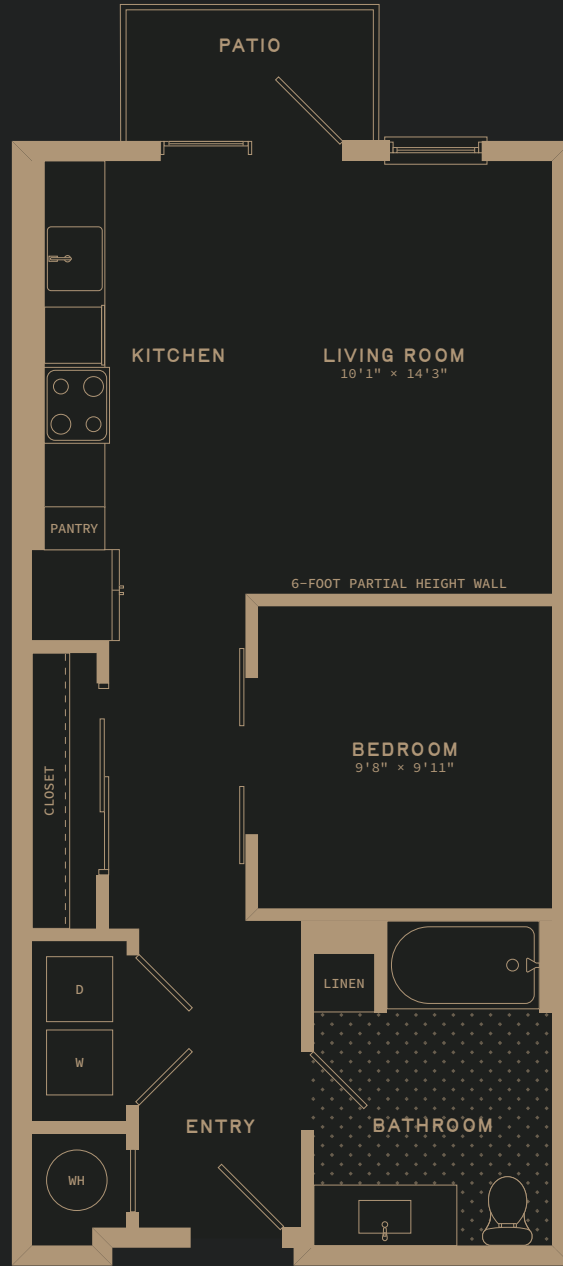 PATIO
KITCHEN
LIVING ROOM
10'1" × 14'3"
PANTRY
6-FOOT PARTIAL HEIGHT WALL
BEDROOM
9'8" × 9'11"
CLOSET
D
LINEN
W
ENTRY
BATHROOM
WH